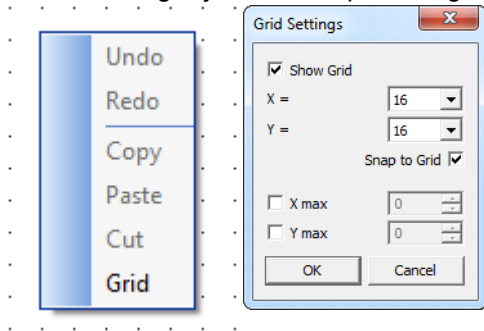 Undo
Redo
Copy
Paste
Cut
Grid
Grid Settings
Show Grid
X = 16
Y = 16
Snap to Grid
X max 0
Y max 0
OK Cancel